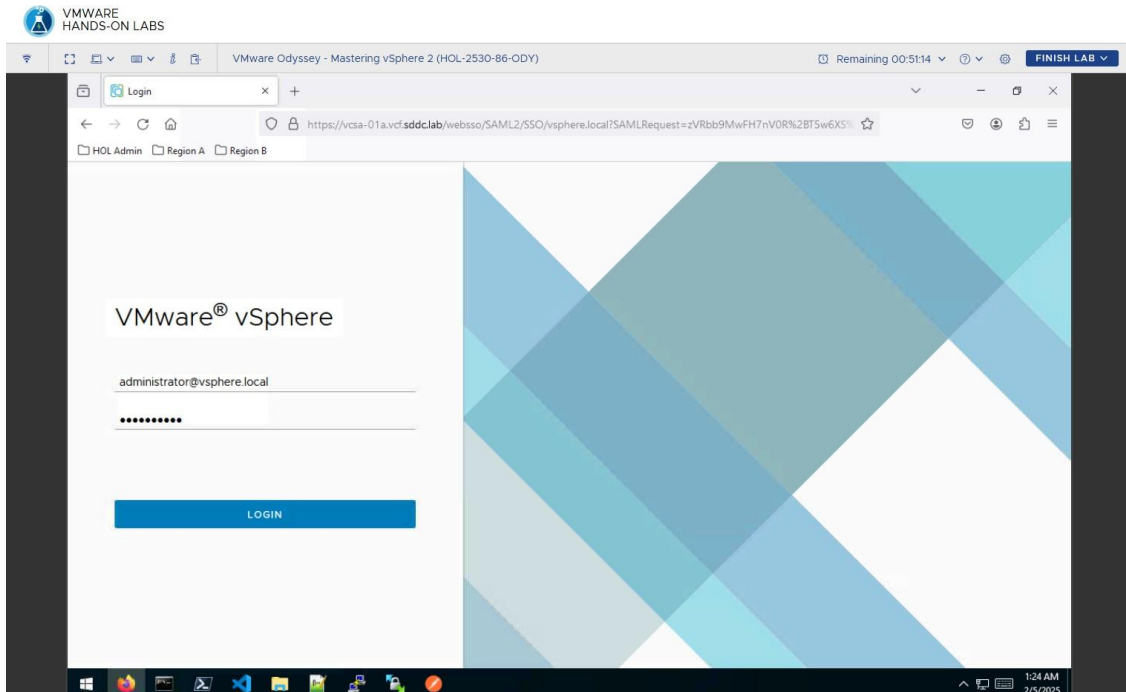 VMWARE
HANDS-ON LABS
VMware Odyssey - Mastering vSphere 2 (HOL-2530-86-ODY)
Remaining 00:51:14
FINISH LAB
Login
https://vcsa-01a.vcf.sddc.lab/websso/SAML2/SSO/vsphere.local?SAMLRequest=zVRbb9MwFH7nV0R%2BT5w6XS%
HOL Admin Region A Region B
VMware® vSphere
administrator@vsphere.local
••••••••••
LOGIN
1:24 AM
2/5/2025